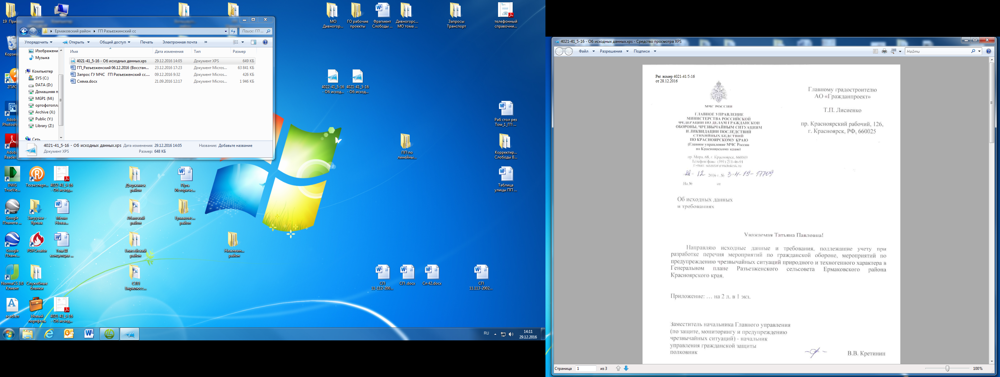 19 При
Корзин
2ГИС
Adob
Photosh
Adob
Reader
Ермаковский район
ГП Разьезжинский сс
Поиск: ГП ...
Упорядочить
Открыть
Общий доступ
Печать
Электронная почта
»
Изображени
Музыка
Компьютер
SYS (C:)
DATA (D:)
Домашняя п
MGP1 (M:)
ортофотопла
Archive (X:)
Public (Y:)
Library (Z:)
Сеть
Имя Дата изменения Тип Размер
4021-41_5-16 - Об исходных данных.xps 29.12.2016 14:05 Документ XPS 649 КБ
ГП_Разъезженский 06.12.2016 (Восстан... 23.12.2016 17:23 Документ Micros... 63 841 КБ
Запрос ГУ МЧС ГП Разъезженский сс.... 09.12.2016 9:32 Документ Micros... 426 КБ
Схема.docx 21.09.2016 12:17 Документ Micros... 1 946 КБ
4021-41_5-16 - Об исходных данных.xps Дата изменения: 29.12.2016 14:05 Название: Добавьте название
Документ XPS Размер: 648 КБ
МО
Дивногор...
ГО рабочие
проекты
Фрагмент
Слободы ...
Дивногорс...
МО тома ...
Запросы
Транспорт
телефонный
справочни...
4022-41_5-16
- Об исход...
4021-41_5-16
- Об исход...
Раб стол рез
Том_1_ГП ...
ПП по
линейны...
Корректир...
Слободы В...
Таблица
улицы ПП ...
DWG
TrueVie...
Техэксперт...
4022-41_5-16
- Об исход...
Дзержинск
район
Путь
Историче...
Google
Планета ...
Загрузки -
Ярлык
Меню
Новы...
Абанский
район
Ермаковс...
район
Google
Плане...
PDFCreator
Том III
концепция ...
Енисейский
район
Нижнеин...
район
NormaCS 3.0
Клиент
Служебные
бланки
СТП
Бирилюсс...
СП
11-112-200...
СП .docx
Сп 42.docx
СП
11.113-2002...
acad.err
Новый
портфель
4021-41_5-16
- Об исход...
RU
14:11
29.12.2016
4021-41_5-16 - Об исходных данных.xps - Средство просмотра XPS
Файл Разрешения Подписи
Найти
Рег. номер 4021-41/5-16
от 28.12.2016
МЧС РОССИИ
ГЛАВНОЕ УПРАВЛЕНИЕ
МИНИСТЕРСТВА РОССИЙСКОЙ
ФЕДЕРАЦИИ ПО ДЕЛАМ ГРАЖДАНСКОЙ
ОБОРОНЫ, ЧРЕЗВЫЧАЙНЫМ СИТУАЦИЯМ
И ЛИКВИДАЦИИ ПОСЛЕДСТВИЙ
СТИХИЙНЫХ БЕДСТВИЙ
ПО КРАСНОЯРСКОМУ КРАЮ
(Главное управление МЧС России
по Красноярскому краю)
пр. Мира, 68, г. Красноярск, 660049
Телефон/факс: (391) 211-46-91
E-mail: sekretar@mchskrsk.ru
28. 12 2016 г. № 3-4-19-17709
На № от
Главному градостроителю
АО «Гражданпроект»
Т.П. Лисиенко
пр. Красноярский рабочий, 126,
г. Красноярск, РФ, 660025
Об исходных данных
и требованиях
Уважаемая Татьяна Павловна!
Направляю исходные данные и требования, подлежащие учету при
разработке перечня мероприятий по гражданской обороне, мероприятий по
предупреждению чрезвычайных ситуаций природного и техногенного характера в
Генеральном плане Разъезженского сельсовета Ермаковского района
Красноярского края.
Приложение: ... на 2 л. в 1 экз.
Заместитель начальника Главного управления
(по защите, мониторингу и предупреждению
чрезвычайных ситуаций) - начальник
управления гражданской защиты
полковник
В.В. Кретинин
Страница 1 из 3
100%